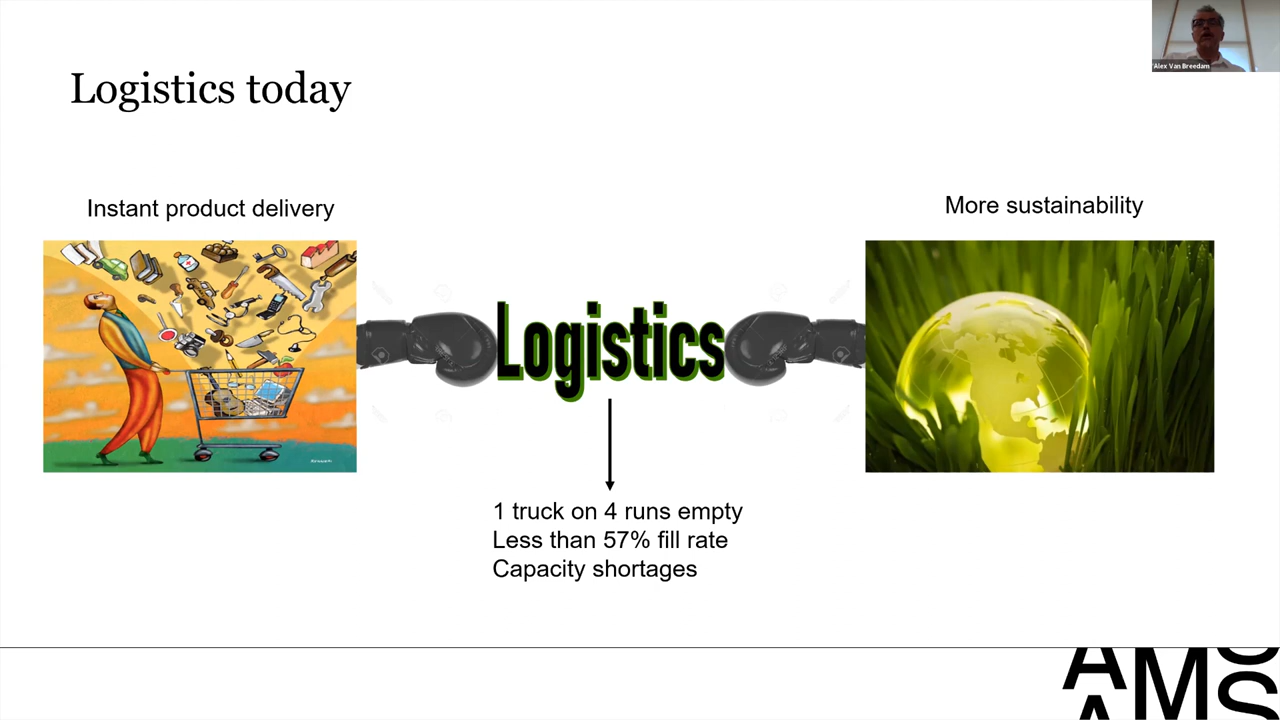 'Alex Van Breedam
Logistics today
Instant product delivery
More sustainability
Logistics
1 truck on 4 runs empty
Less than 57% fill rate
Capacity shortages
AMS